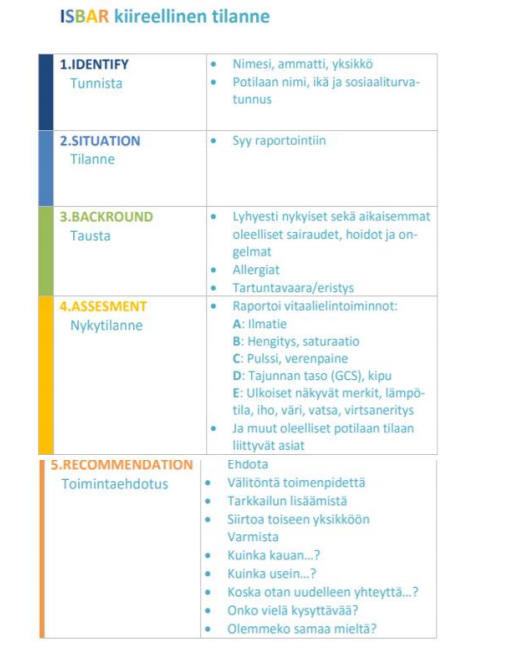 ISBAR kiireellinen tilanne
1.IDENTIFY
Tunnista
• Nimesi, ammatti, yksikkö
• Potilaan nimi, ikä ja sosiaaliturva-
tunnus
2.SITUATION
Tilanne
• Syy raportointiin
3.BACKROUND
Tausta
• Lyhyesti nykyiset sekä aikaisemmat
oleelliset sairaudet, hoidot ja on-
gelmat
• Allergiat
• Tartuntavaara/eristys
4.ASSESMENT
Nykytilanne
• Raportoi vitaalielintoiminnot:
A: Ilmatie
B: Hengitys, saturaatio
C: Pulssi, verenpaine
D: Tajunnan taso (GCS), kipu
E: Ulkoiset näkyvät merkit, lämpö-
tila, iho, väri, vatsa, virtsaneritys
• Ja muut oleelliset potilaan tilaan
liittyvät asiat
5.RECOMMENDATION
Toimintaehdotus
Ehdota
• Välitöntä toimenpidettä
• Tarkkailun lisäämistä
• Siirtoa toiseen yksikköön
Varmista
• Kuinka kauan...?
• Kuinka usein...?
• Koska otan uudelleen yhteyttä...?
• Onko vielä kysyttävää?
• Olemmeko samaa mieltä?